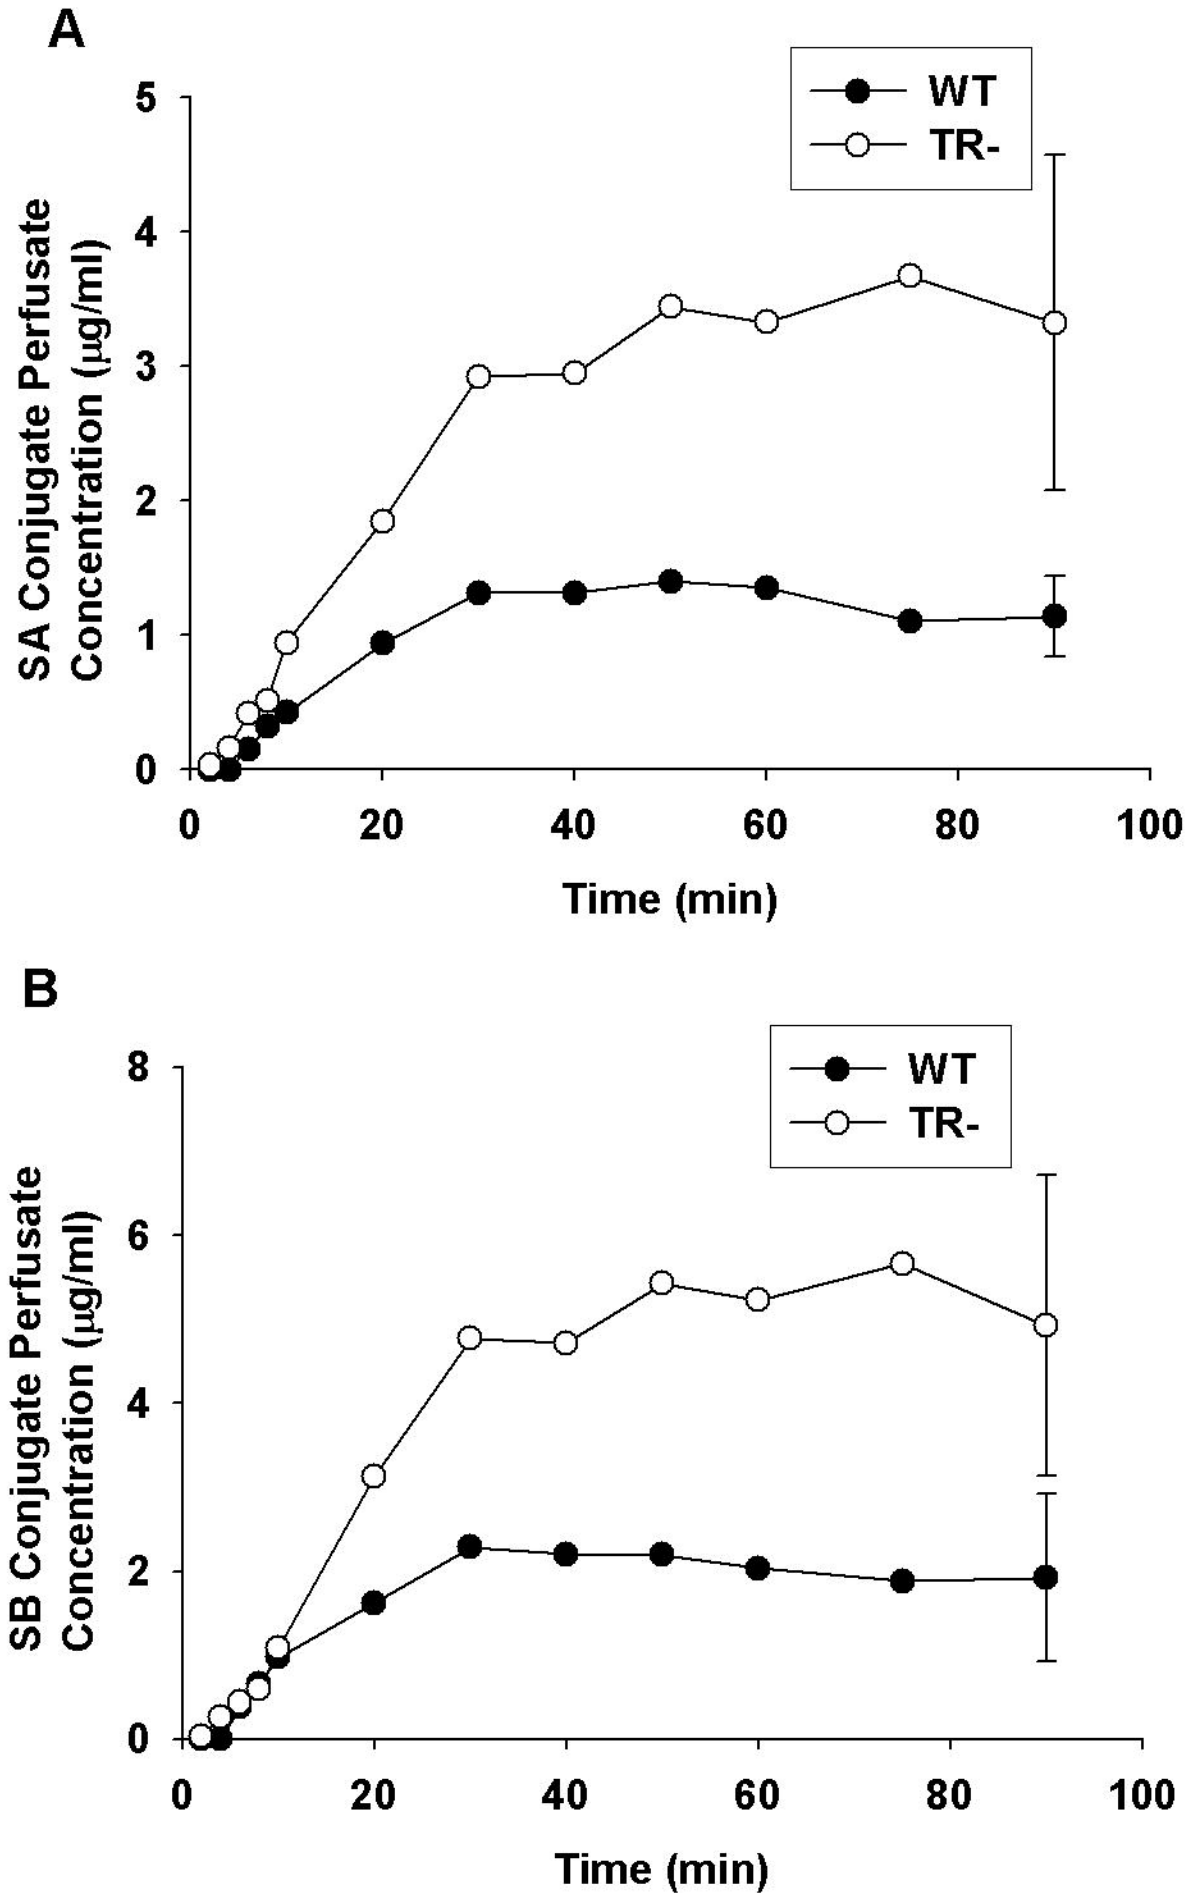 A
WT
TR-
5
4
3
2
1
0
SA Conjugate Perfusate
Concentration (μg/ml)
0 20 40 60 80 100
Time (min)
B
WT
TR-
8
6
4
2
0
SB Conjugate Perfusate
Concentration (μg/ml)
0 20 40 60 80 100
Time (min)